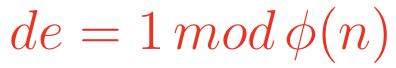 de = 1 mod ϕ(n)